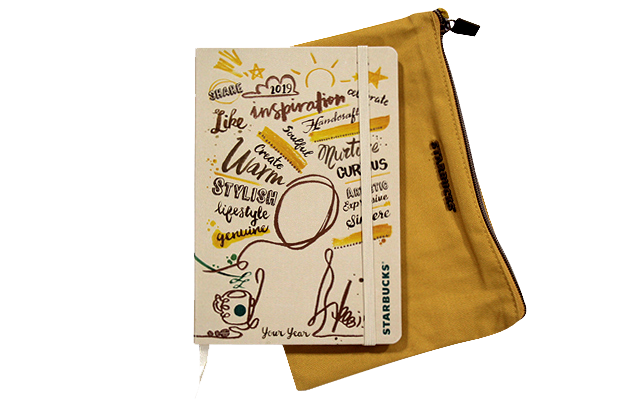 SHARE 2019 celebrate
inspiration
Like Handcraft
Soulful
Create Nurture
Warm CURIOUS
STYLISH ARTISTIC
lifestyle Expressive
genuine Sincere
STARBUCKS
Your Year
STARBUCKS